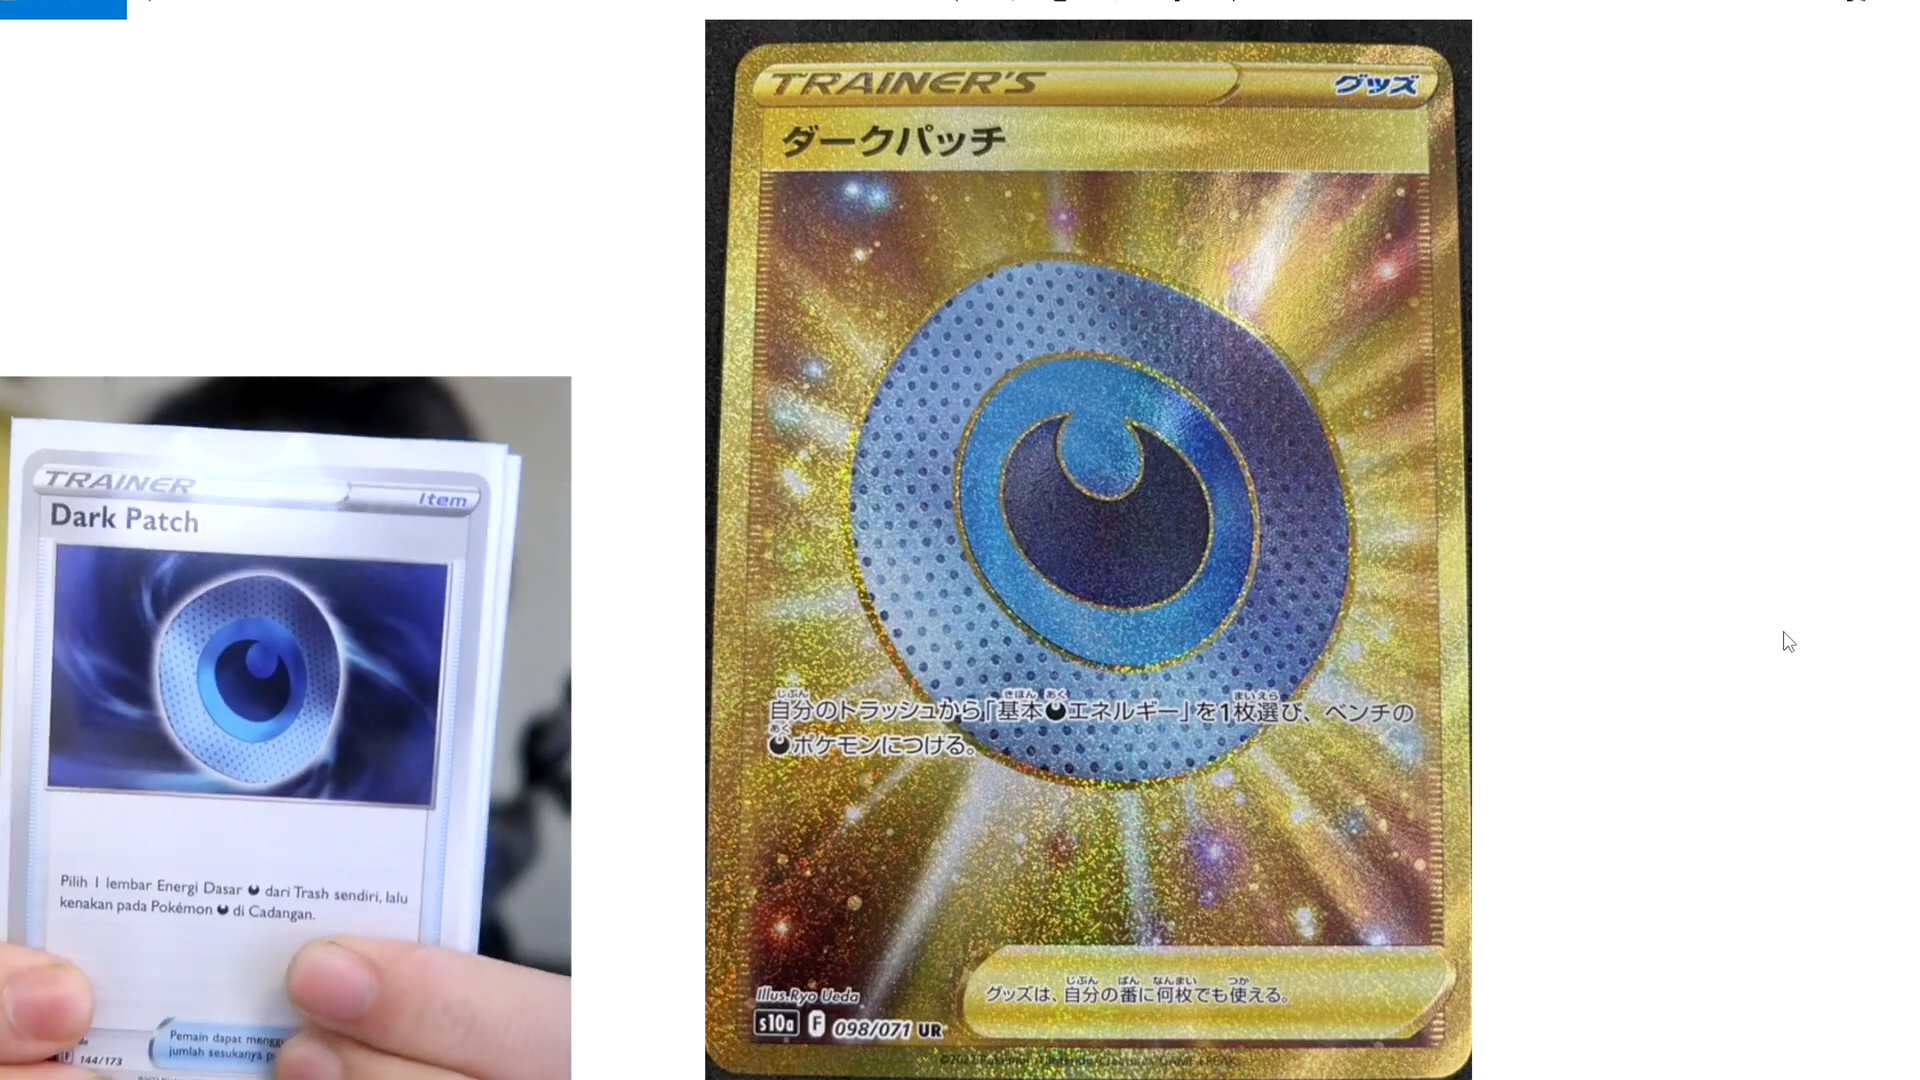 TRAINER
Item
Dark Patch
Pilih 1 lembar Energi Dasar dari Trash sendiri, lalu
kenakan pada Pokémon di Cadangan.
Pemain dapat
jumlah sesukanya
F 144/173
TRAINER'S
グッズ
ダークパッチ
自分のトラッシュから「基本エネルギー」を1枚選び、ベンチの
ポケモンにつける。
グッズは、自分の番に何枚でも使える。
Illus.Ryo Ueda
s10a F 098/071 UR